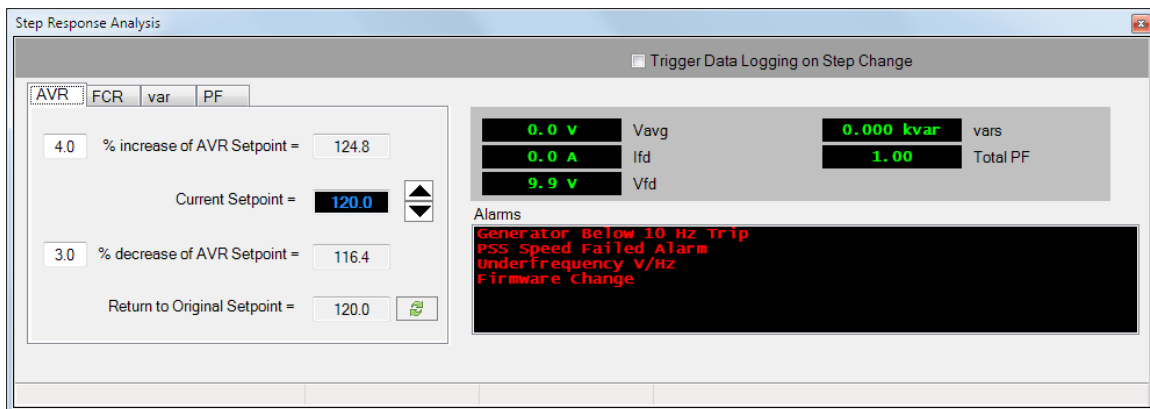 Step Response Analysis
Trigger Data Logging on Step Change
AVR FCR var PF
4.0 % increase of AVR Setpoint = 124.8
Current Setpoint = 120.0
3.0 % decrease of AVR Setpoint = 116.4
Return to Original Setpoint = 120.0
0.0 V Vavg 0.000 kvar vars
0.0 A Ifd 1.00 Total PF
9.9 V Vfd
Alarms
Generator Below 10 Hz Trip
PSS Speed Failed Alarm
Underfrequency V/Hz
Firmware Change